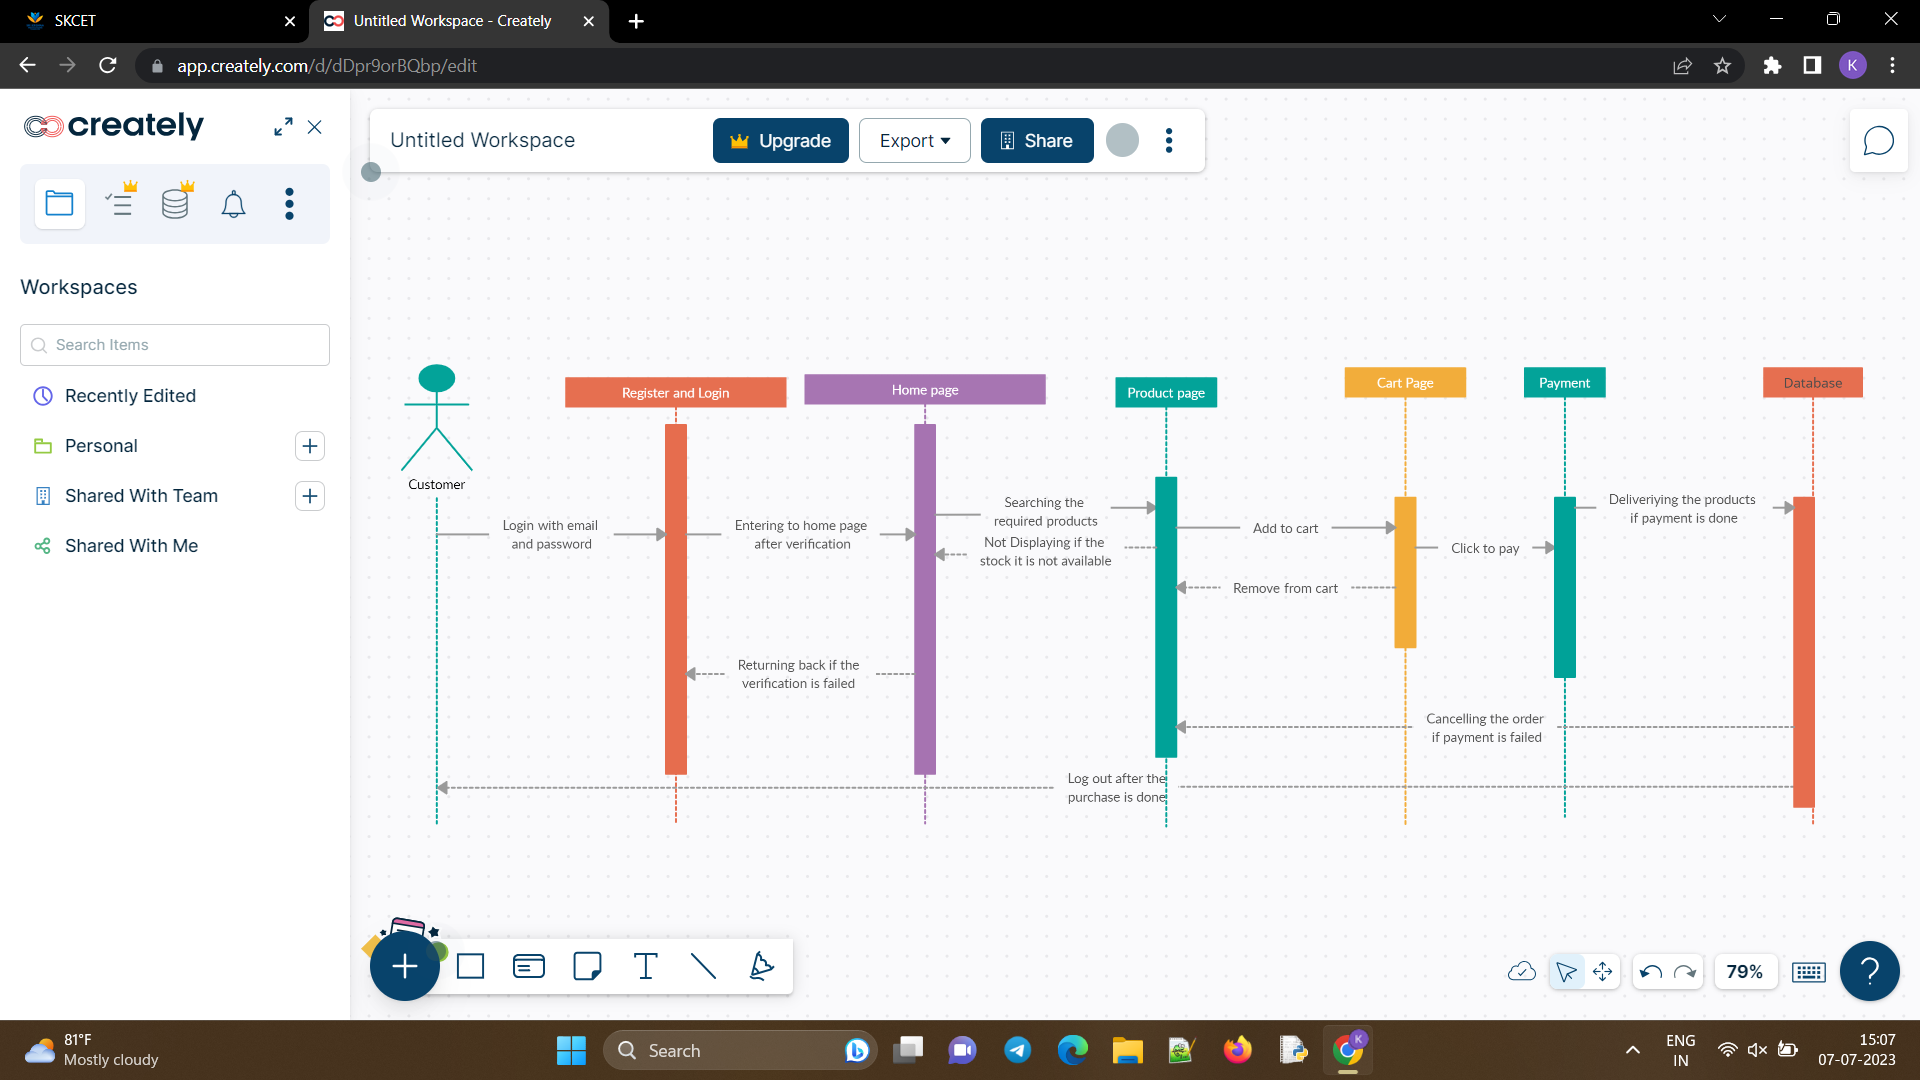 SKCET
Untitled Workspace - Creately
app.creately.com/d/dDpr9orBQbp/edit
K
creately
Untitled Workspace
Upgrade
Export
Share
Workspaces
Search Items
Recently Edited
Personal
Shared With Team
Shared With Me
Customer
Register and Login
Home page
Product page
Cart Page
Payment
Database
Login with email
and password
Entering to home page
after verification
Searching the
required products
Not Displaying if the
stock it is not available
Add to cart
Click to pay
Deliveriying the products
if payment is done
Remove from cart
Returning back if the
verification is failed
Cancelling the order
if payment is failed
Log out after the
purchase is done
T
79%
?
81°F
Mostly cloudy
Search
K
ENG
IN
15:07
07-07-2023